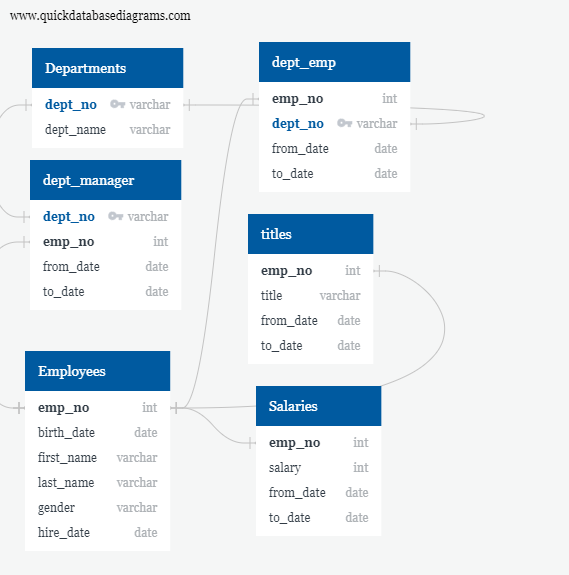 www.quickdatabasediagrams.com
Departments
dept_no varchar
dept_name varchar
dept_manager
dept_no varchar
emp_no int
from_date date
to_date date
Employees
emp_no int
birth_date date
first_name varchar
last_name varchar
gender varchar
hire_date date
dept_emp
emp_no int
dept_no varchar
from_date date
to_date date
titles
emp_no int
title varchar
from_date date
to_date date
Salaries
emp_no int
salary int
from_date date
to_date date